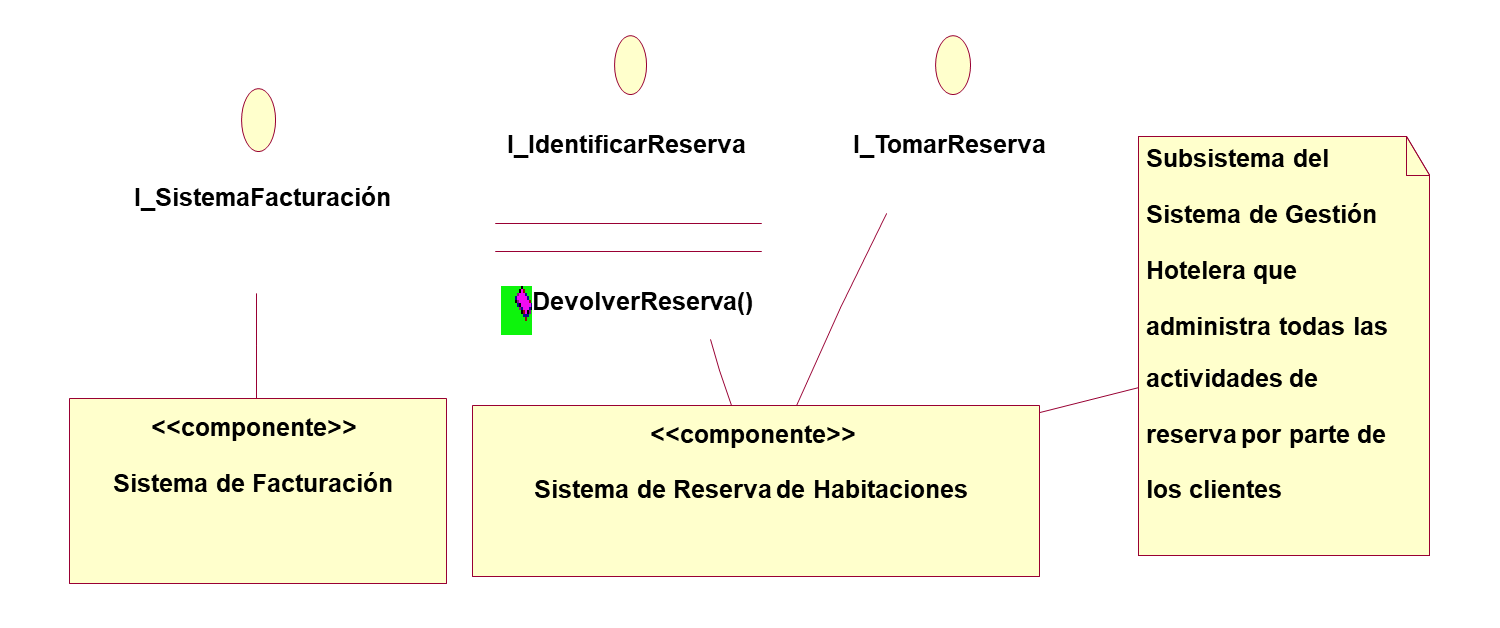 I_SistemaFacturación
I_IdentificarReserva
DevolverReserva()
I_TomarReserva
<<componente>>
Sistema de Facturación
<<componente>>
Sistema de Reserva de Habitaciones
Subsistema del
Sistema de Gestión
Hotelera que
administra todas las
actividades de
reserva por parte de
los clientes